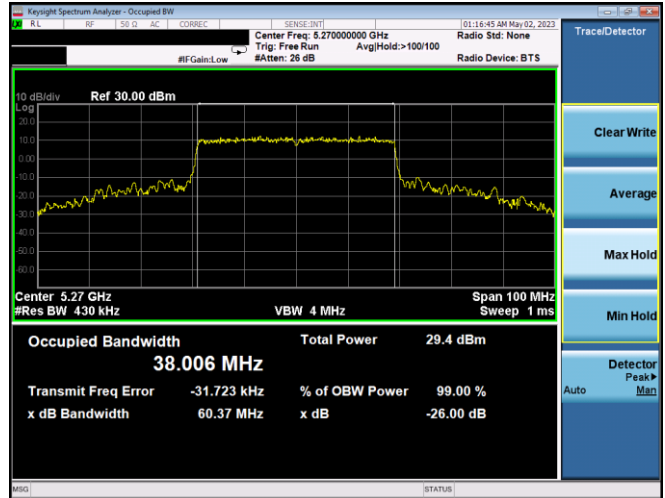 Keysight Spectrum Analyzer - Occupied BW
LXI RL RF 50 Ω AC CORREC SENSE:INT 01:16:45 AM May 02, 2023
Center Freq: 5.270000000 GHz Radio Std: None
Trig: Free Run Avg|Hold:>100/100
#IFGain:Low #Atten: 26 dB Radio Device: BTS
Trace/Detector
10 dB/div Ref 30.00 dBm
Log
20.0
10.0
0.00
-10.0
-20.0
-30.0
-40.0
-50.0
-60.0
Center 5.27 GHz Span 100 MHz
#Res BW 430 kHz VBW 4 MHz Sweep 1 ms
Occupied Bandwidth Total Power 29.4 dBm
38.006 MHz
Transmit Freq Error -31.723 kHz % of OBW Power 99.00 %
x dB Bandwidth 60.37 MHz x dB -26.00 dB
Clear Write
Average
Max Hold
Min Hold
Detector
Peak▶
Auto Man
MSG STATUS